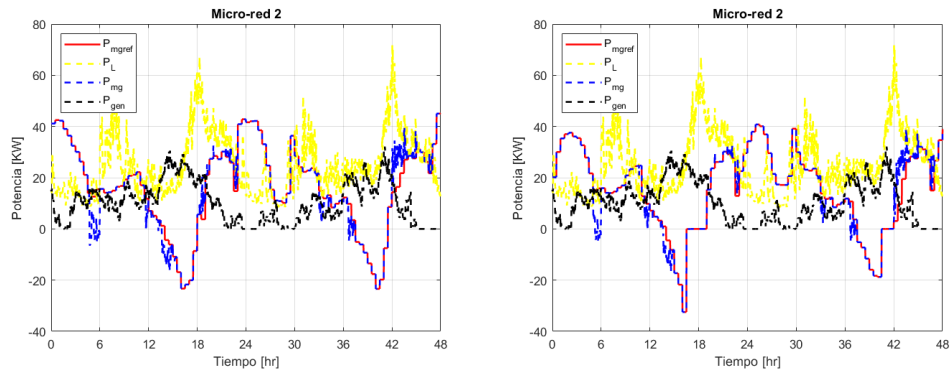 Micro-red 2
80
60
40
20
0
-20
-40
Potencia [KW]
P_mgref
P_L
P_mg
P_gen
0 6 12 18 24 30 36 42 48
Tiempo [hr]
Micro-red 2
80
60
40
20
0
-20
-40
Potencia [KW]
P_mgref
P_L
P_mg
P_gen
0 6 12 18 24 30 36 42 48
Tiempo [hr]